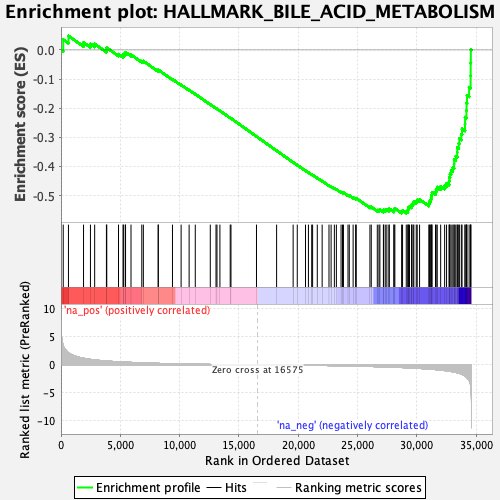 Enrichment plot: HALLMARK_BILE_ACID_METABOLISM
Enrichment score (ES)
0.0
-0.1
-0.2
-0.3
-0.4
-0.5
'na_pos' (positively correlated)
Ranked list metric (PreRanked)
10
5
0
-5
-10
Zero cross at 16575
'na_neg' (negatively correlated)
0
5,000
10,000
15,000
20,000
25,000
30,000
35,000
Rank in Ordered Dataset
Enrichment profile
Hits
Ranking metric scores